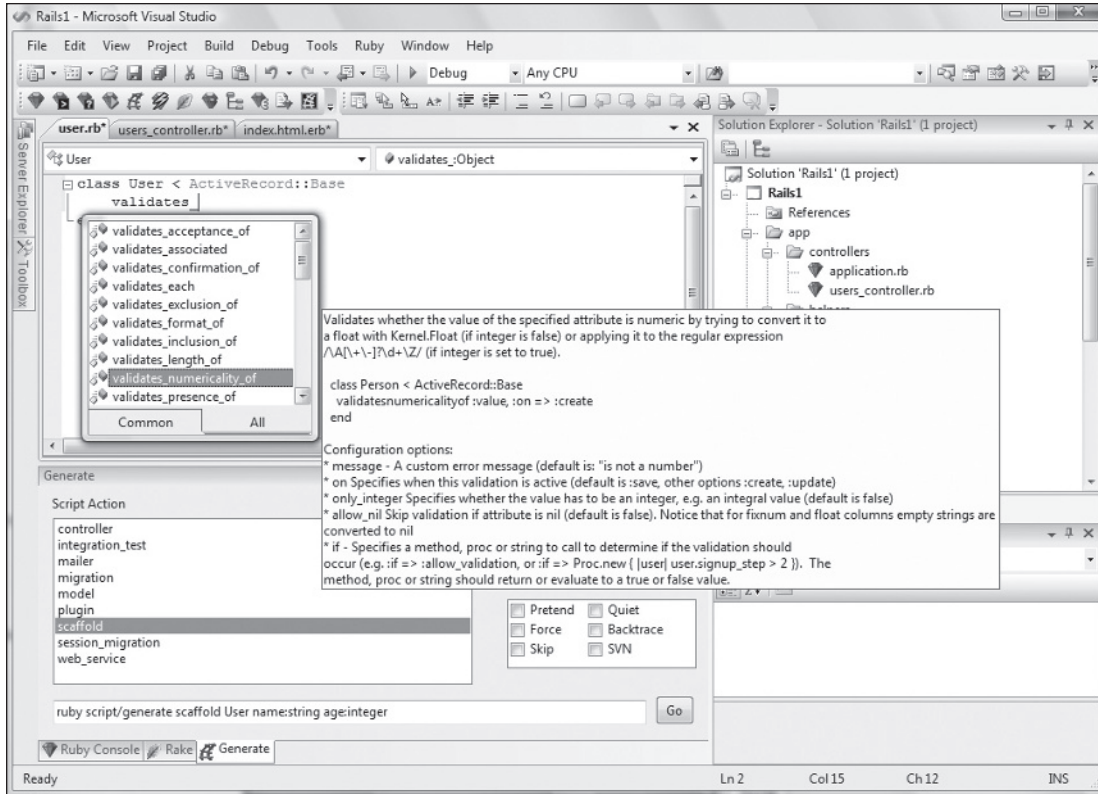 Rails1 - Microsoft Visual Studio
File Edit View Project Build Debug Tools Ruby Window Help
Debug Any CPU
user.rb* users_controller.rb* index.html.erb*
User validates_:Object
class User < ActiveRecord::Base
validates_
validates_acceptance_of
validates_associated
validates_confirmation_of
validates_each
validates_exclusion_of
validates_format_of
validates_inclusion_of
validates_length_of
validates_numericality_of
validates_presence_of
Common All
Server Explorer
Toolbox
Solution Explorer - Solution 'Rails1' (1 project)
Solution 'Rails1' (1 project)
Rails1
References
app
controllers
application.rb
users_controller.rb
helpers
Validates whether the value of the specified attribute is numeric by trying to convert it to
a float with Kernel.Float (if integer is false) or applying it to the regular expression
/\A[\+\-]?\d+\Z/ (if integer is set to true).
class Person < ActiveRecord::Base
validatesnumericalityof :value, :on => :create
end
Configuration options:
* message - A custom error message (default is: "is not a number")
* on Specifies when this validation is active (default is :save, other options :create, :update)
* only_integer Specifies whether the value has to be an integer, e.g. an integral value (default is false)
* allow_nil Skip validation if attribute is nil (default is false). Notice that for fixnum and float columns empty strings are
converted to nil
* if - Specifies a method, proc or string to call to determine if the validation should
occur (e.g. :if => :allow_validation, or :if => Proc.new { |user| user.signup_step > 2 }). The
method, proc or string should return or evaluate to a true or false value.
Generate
Script Action
controller
integration_test
mailer
migration
model
plugin
scaffold
session_migration
web_service
Pretend Quiet
Force Backtrace
Skip SVN
ruby script/generate scaffold User name:string age:integer
Go
Ruby Console Rake Generate
Ready Ln 2 Col 15 Ch 12 INS